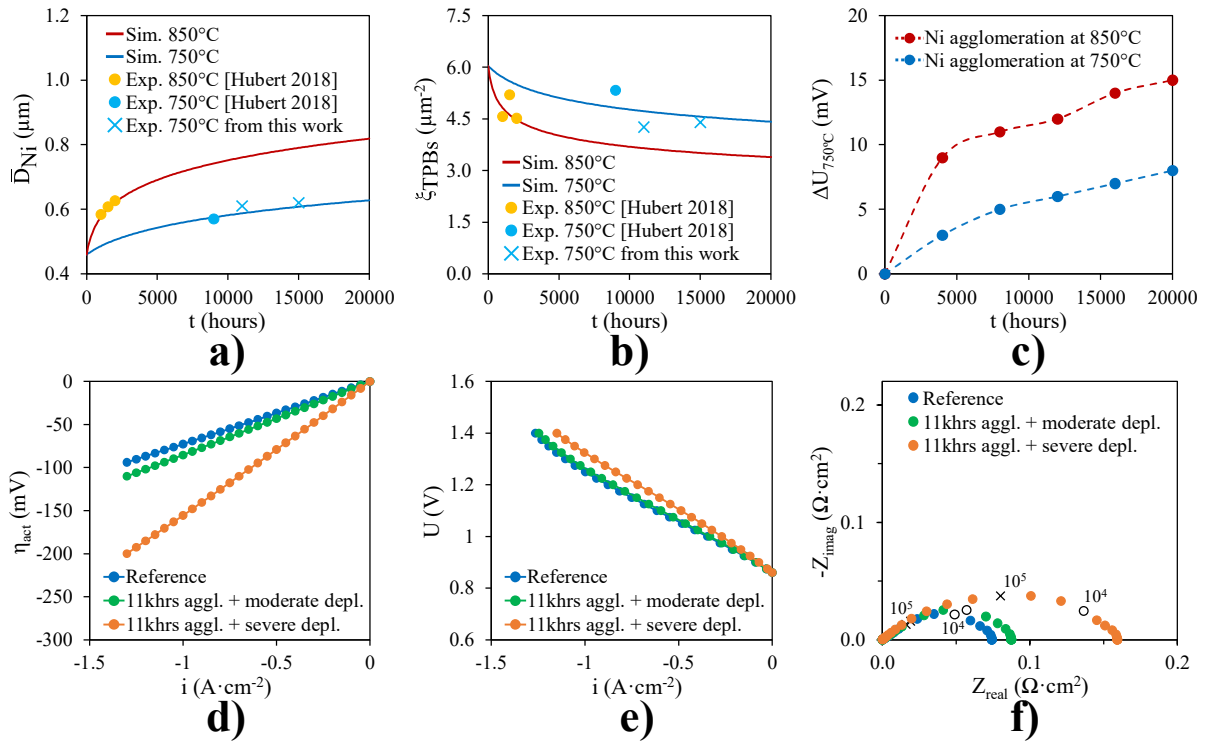 1.2
1.0
0.8
0.6
0.4
D̅Ni (μm)
Sim. 850°C
Sim. 750°C
Exp. 850°C [Hubert 2018]
Exp. 750°C [Hubert 2018]
Exp. 750°C from this work
0 5000 10000 15000 20000
t (hours)
a)
7.5
6.0
4.5
3.0
1.5
0.0
ξTPBs (μm-2)
Sim. 850°C
Sim. 750°C
Exp. 850°C [Hubert 2018]
Exp. 750°C [Hubert 2018]
Exp. 750°C from this work
0 5000 10000 15000 20000
t (hours)
b)
20
15
10
5
0
ΔU750°C (mV)
Ni agglomeration at 850°C
Ni agglomeration at 750°C
0 5000 10000 15000 20000
t (hours)
c)
0
-50
-100
-150
-200
-250
-300
ηact (mV)
Reference
11khrs aggl. + moderate depl.
11khrs aggl. + severe depl.
-1.5 -1 -0.5 0
i (A·cm-2)
d)
1.6
1.4
1.2
1.0
0.8
0.6
U (V)
Reference
11khrs aggl. + moderate depl.
11khrs aggl. + severe depl.
-1.5 -1 -0.5 0
i (A·cm-2)
e)
0.2
0.1
0.0
-Zimag (Ω·cm2)
Reference
11khrs aggl. + moderate depl.
11khrs aggl. + severe depl.
10⁵
10⁴
10⁵
10⁴
0.0 0.1 0.2
Zreal (Ω·cm2)
f)